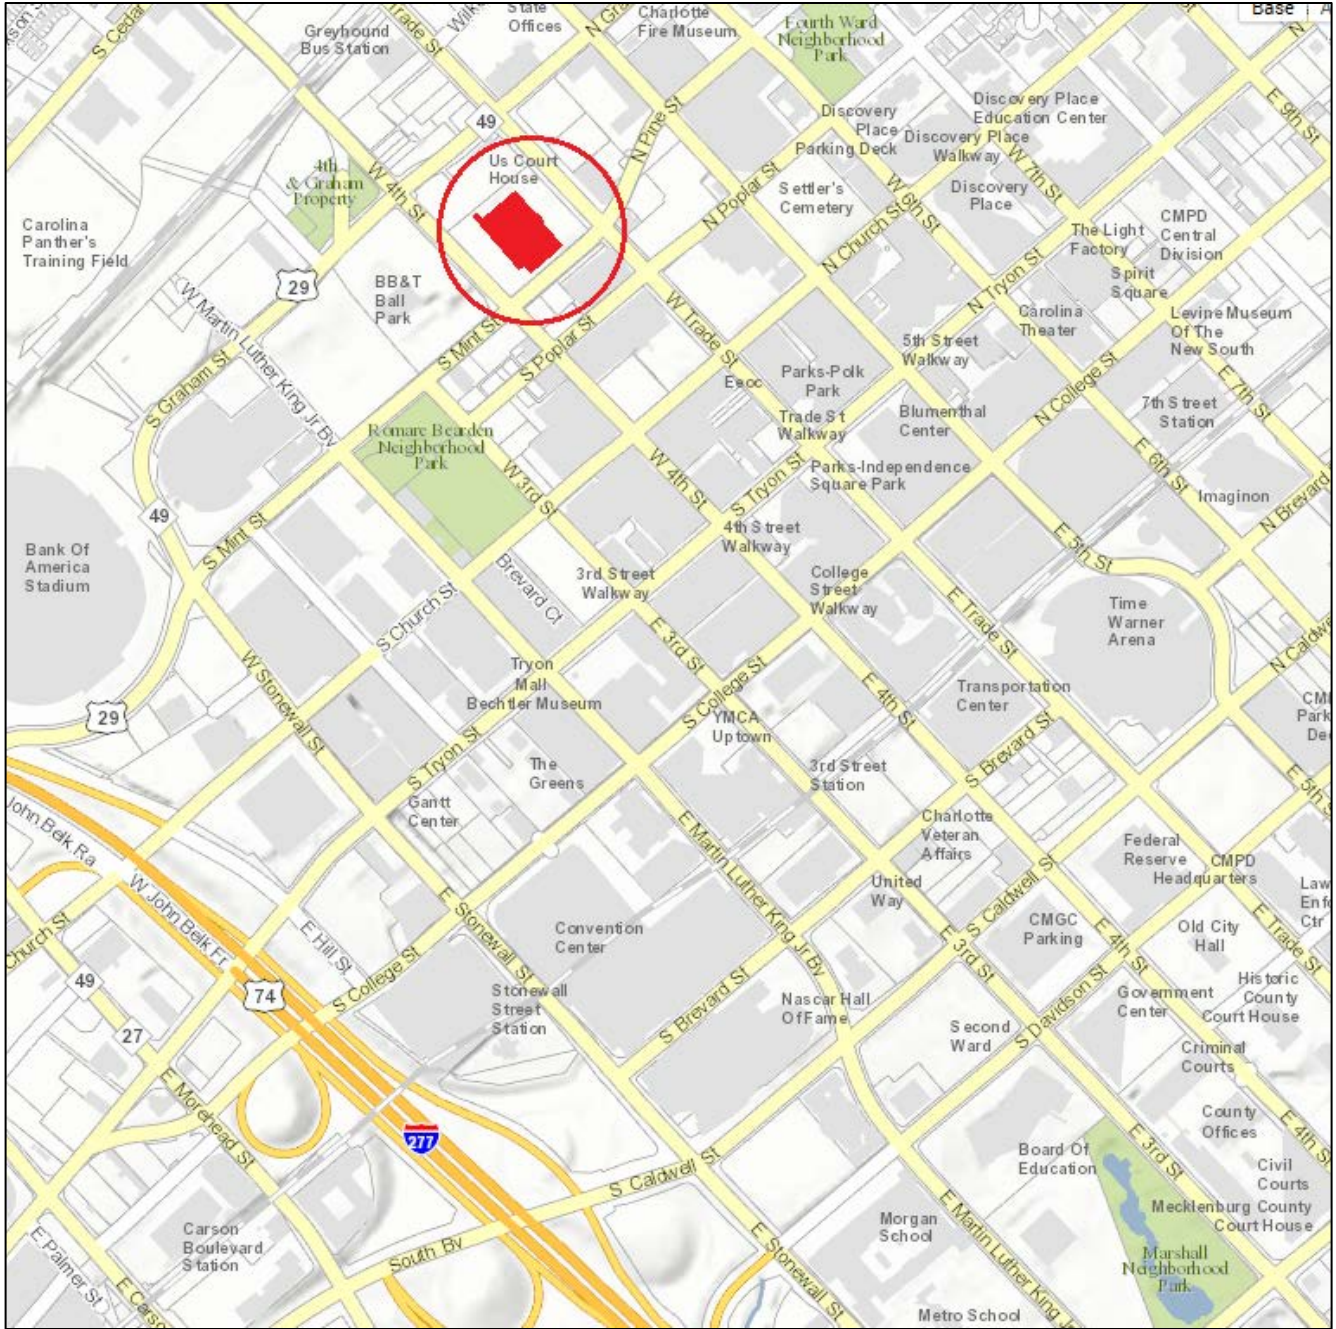 S Cedar
Trade St
State
Offices
Charlotte
Fire Museum
Fourth Ward
Neighborhood
Park
Base
Greyhound
Bus Station
49
N Pine St
Discovery
Place
Parking Deck
Discovery Place
Education Center
Discovery Place
Walkway
E 9th St
4th
& Graham
Property
W 4th St
Us Court
House
N Poplar St
Settler's
Cemetery
W 6th St
W 7th St
Discovery
Place
Carolina
Panther's
Training Field
N Church St
The Light
Factory
CMPD
Central
Division
Spirit
Square
29
BB&T
Ball
Park
W Martin Luther King Jr Bv
S Mint St
S Poplar St
W Trade St
N Tryon St
Carolina
Theater
Levine Museum
Of The
New South
5th Street
Walkway
S Graham St
Eeoc
Parks-Polk
Park
N College St
E 7th St
7th Street
Station
Trade St
Walkway
Blumenthal
Center
Romare Bearden
Neighborhood
Park
W 3rd St
W 4th St
S Tryon St
Parks-Independence
Square Park
E 6th St
Imaginon
N Brevard
49
S Mint St
4th Street
Walkway
E 5th St
Bank Of
America
Stadium
Brevard Ct
3rd Street
Walkway
College
Street
Walkway
E Trade St
Time
Warner
Arena
S Church St
E 3rd St
N Caldwe
W Stonewall St
Tryon
Mall
Bechtler Museum
S College St
E 4th St
Transportation
Center
29
YMCA
Uptown
S Tryon St
The
Greens
3rd Street
Station
S Brevard St
E 5th S
Gantt
Center
John Belk Ra
E Martin Luther King Jr Bv
Charlotte
Veteran
Affairs
Federal
Reserve
CMPD
Headquarters
W John Belk Fr
United
Way
S Caldwell St
Law
Enfo
Ctr
Church St
E Hill St
E Stonewall St
Convention
Center
CMGC
Parking
Old City
Hall
E 3rd St
E 4th St
E Trade St
49
74
S College St
Stonewall
Street
Station
S Brevard St
Nascar Hall
Of Fame
Government
Center
Historic
County
Court House
27
Second
Ward
S Davidson St
Criminal
Courts
E Morehead St
277
County
Offices
E 4th St
Board Of
Education
E 3rd St
Civil
Courts
S Caldwell St
Mecklenburg County
Court House
Carson
Boulevard
Station
South Bv
Morgan
School
E Palmer St
E Stonewall St
E Martin Luther King Jr
Marshall
Neighborhood
Park
Metro School